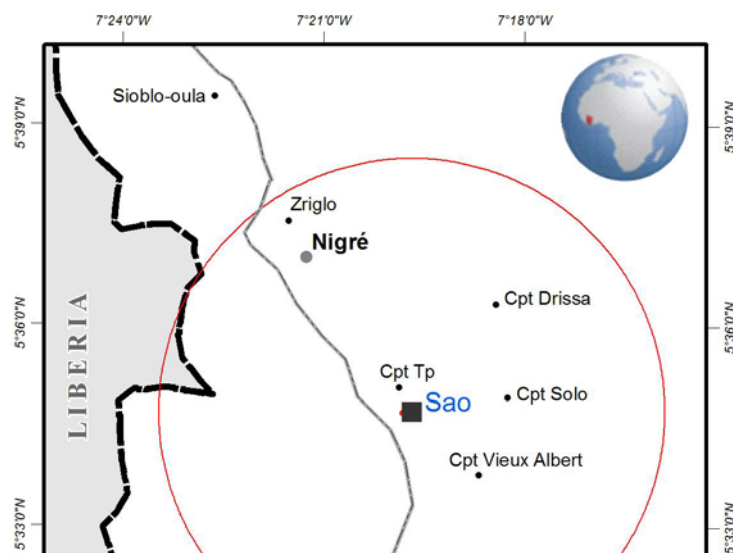 7°24'0"W
7°21'0"W
7°18'0"W
Sioblo-oula
5°39'0"N
5°39'0"N
Zriglo
Nigré
Cpt Drissa
5°36'0"N
5°36'0"N
LIBERIA
Cpt Tp
Cpt Solo
Sao
Cpt Vieux Albert
5°33'0"N
5°33'0"N